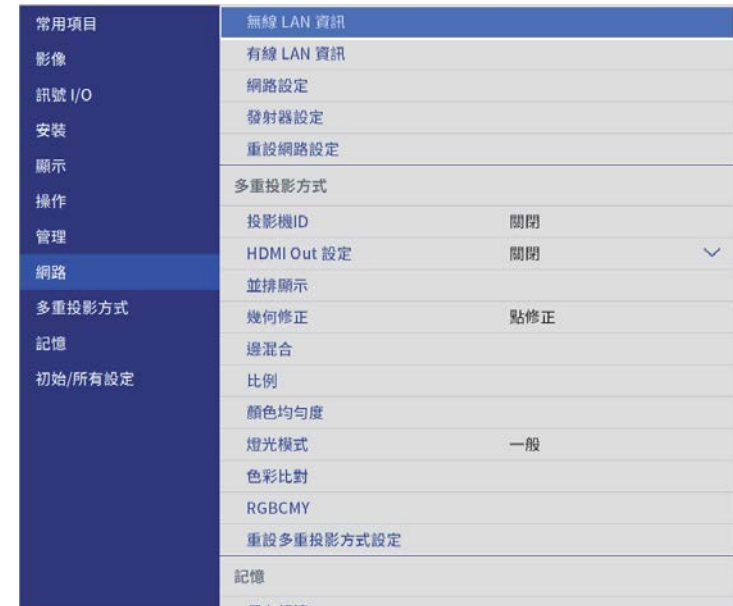 常用項目
影像
訊號 I/O
安裝
顯示
操作
管理
網路
多重投影方式
記憶
初始/所有設定
無線 LAN 資訊
有線 LAN 資訊
網路設定
發射器設定
重設網路設定
多重投影方式
投影機ID 關閉
HDMI Out 設定 關閉
並排顯示
幾何修正 點修正
邊混合
比例
顏色均勻度
燈光模式 一般
色彩比對
RGBCMY
重設多重投影方式設定
記憶